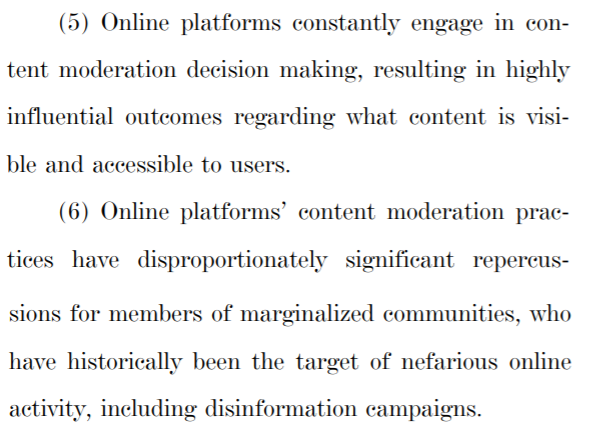 (5) Online platforms constantly engage in con-
tent moderation decision making, resulting in highly
influential outcomes regarding what content is visi-
ble and accessible to users.
(6) Online platforms’ content moderation prac-
tices have disproportionately significant repercus-
sions for members of marginalized communities, who
have historically been the target of nefarious online
activity, including disinformation campaigns.